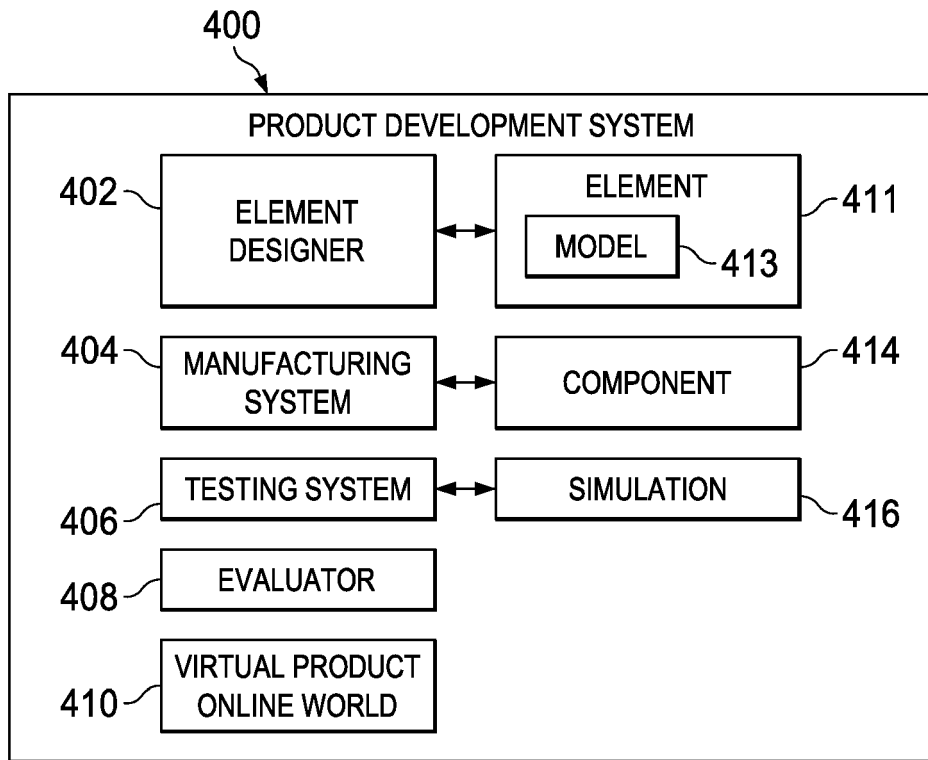 400
PRODUCT DEVELOPMENT SYSTEM
402
ELEMENT
DESIGNER
ELEMENT
MODEL
411
413
404
MANUFACTURING
SYSTEM
COMPONENT
414
406
TESTING SYSTEM
SIMULATION
416
408
EVALUATOR
410
VIRTUAL PRODUCT
ONLINE WORLD